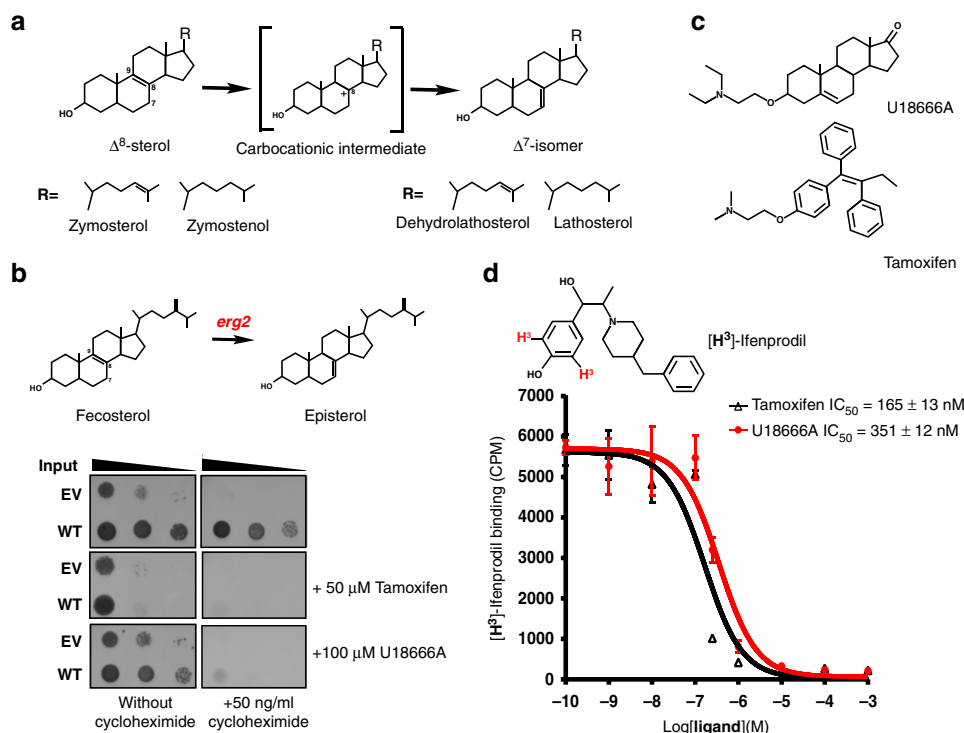 a
R
9
8
7
HO
Δ⁸-sterol
R
8
+
HO
Carbocationic intermediate
R
HO
Δ⁷-isomer
R=
Zymosterol
Zymostenol
R=
Dehydrolathosterol
Lathosterol
b
9
8
7
HO
Fecosterol
erg2
HO
Episterol
Input
EV
WT
EV
WT
+ 50 μM Tamoxifen
EV
WT
+100 μM U18666A
Without
cycloheximide
+50 ng/ml
cycloheximide
c
O
N
O
U18666A
N
O
Tamoxifen
d
HO
N
H³
HO
H³
[H³]-Ifenprodil
Tamoxifen IC₅₀ = 165 ± 13 nM
U18666A IC₅₀ = 351 ± 12 nM
[H³]-Ifenprodil binding (CPM)
7000
6000
5000
4000
3000
2000
1000
0
−10 −9 −8 −7 −6 −5 −4 −3
Log[ligand](M)